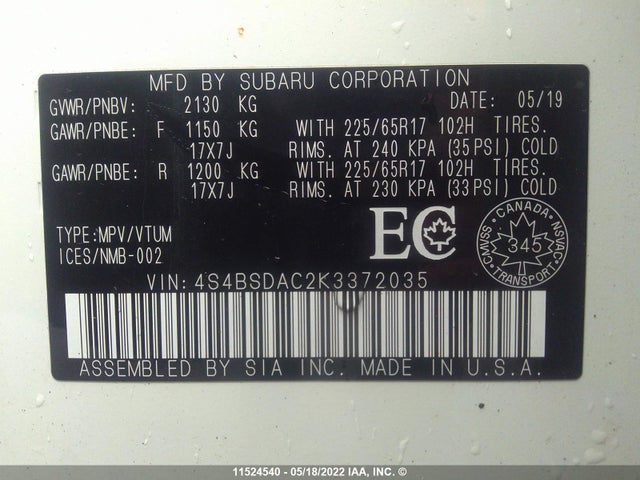 MFD BY SUBARU CORPORATION
GVWR/PNBV: 2130 KG DATE: 05/19
GAWR/PNBE: F 1150 KG WITH 225/65R17 102H TIRES.
17X7J RIMS. AT 240 KPA (35PSI) COLD
GAWR/PNBE: R 1200 KG WITH 225/65R17 102H TIRES.
17X7J RIMS. AT 230 KPA (33PSI) COLD
TYPE:MPV/VTUM
ICES/NMB-002
EC
CANADA
SVNSC 345 NSVAC
TRANSPORT
VIN: 4S4BSDAC2K3372035
ASSEMBLED BY SIA INC. MADE IN U.S.A.
11524540 - 05/18/2022 IAA, INC. ©